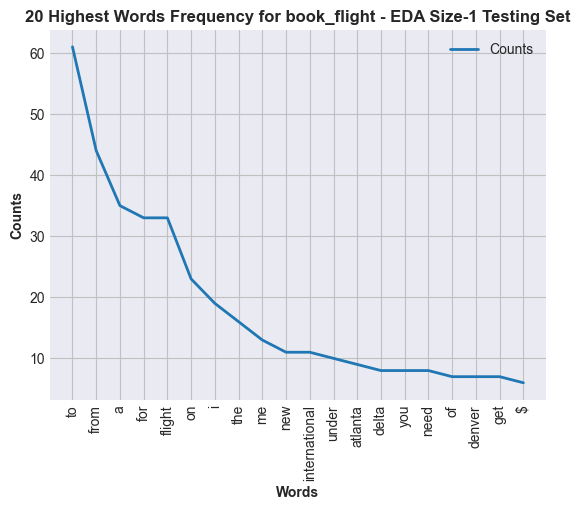 20 Highest Words Frequency for book_flight - EDA Size-1 Testing Set
Counts
60
50
40
30
20
10
Counts
to
from
a
for
flight
on
i
the
me
new
international
under
atlanta
delta
you
need
of
denver
get
$
Words